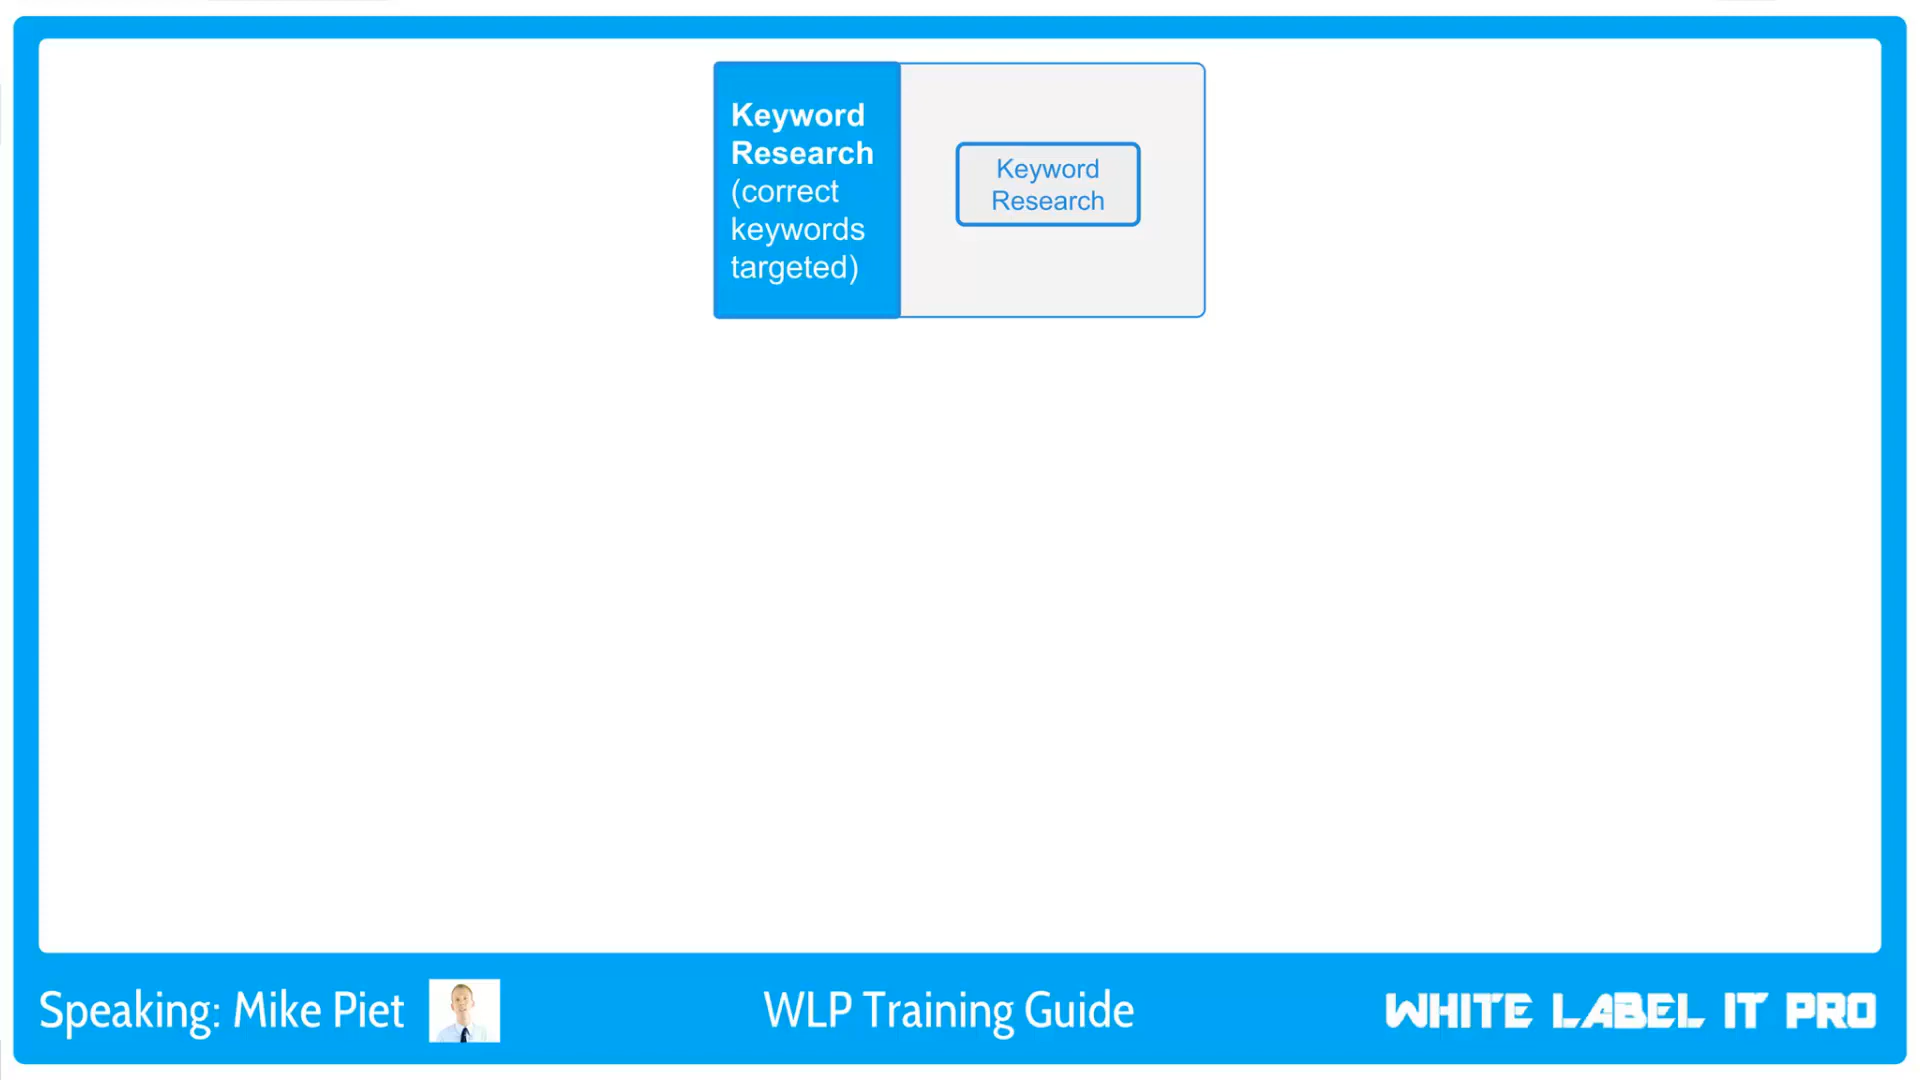 Keyword
Research
(correct
keywords
targeted)
Keyword
Research
Speaking: Mike Piet
WLP Training Guide
WHITE LABEL IT PRO